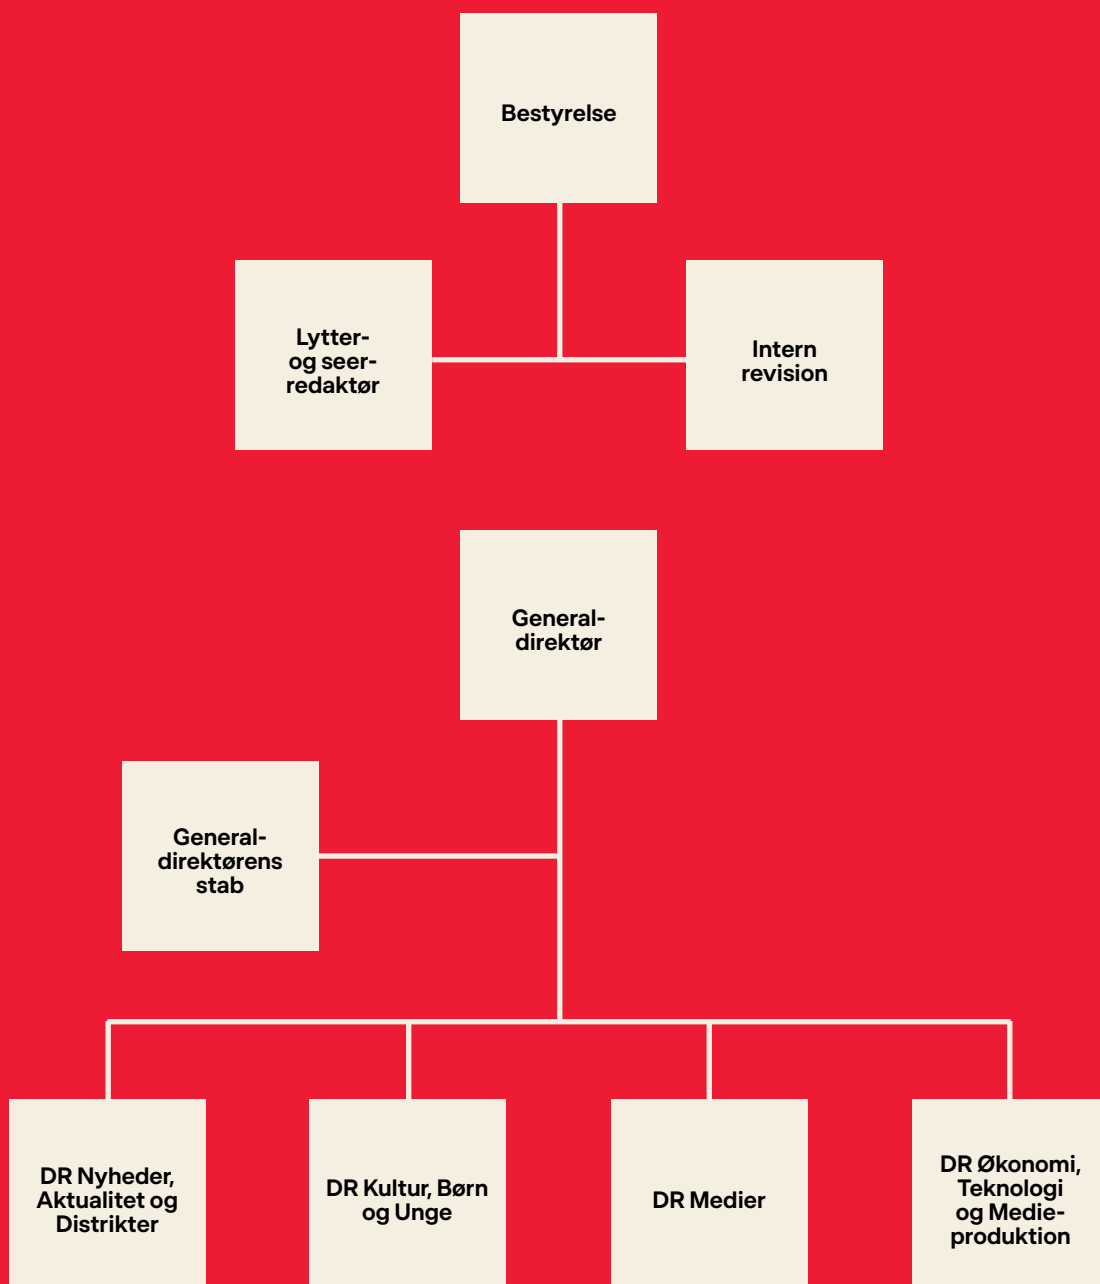 Bestyrelse
Lytter-
og seer-
redaktør
Intern
revision
General-
direktør
General-
direktørens
stab
DR Nyheder,
Aktualitet og
Distrikter
DR Kultur, Børn
og Unge
DR Medier
DR Økonomi,
Teknologi
og Medie-
produktion